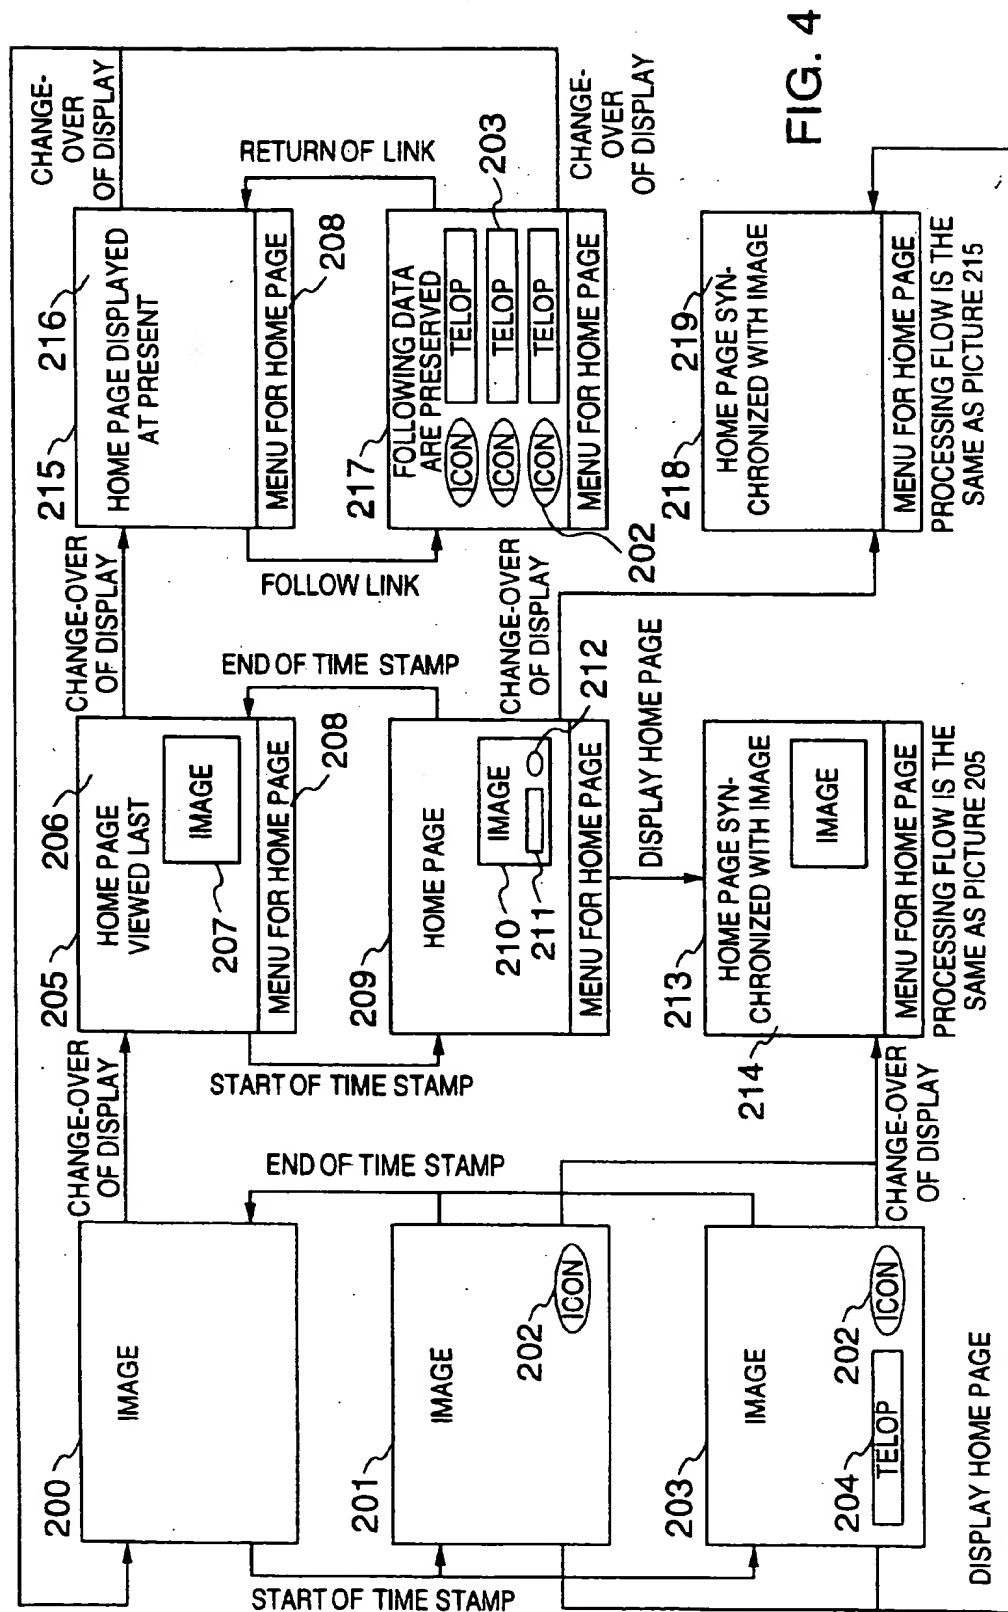 FIG. 4
200
IMAGE
CHANGE-OVER
OF DISPLAY
START OF TIME STAMP
END OF TIME STAMP
201
IMAGE
202
ICON
203
IMAGE
204
TELOP
202
ICON
CHANGE-OVER
OF DISPLAY
DISPLAY HOME PAGE
205
206
HOME PAGE
VIEWED LAST
207
IMAGE
MENU FOR HOME PAGE
208
CHANGE-OVER
OF DISPLAY
START OF TIME STAMP
END OF TIME STAMP
209
HOME PAGE
210
IMAGE
211
212
MENU FOR HOME PAGE
CHANGE-OVER
OF DISPLAY
DISPLAY HOME PAGE
213
HOME PAGE SYN-
CHRONIZED WITH IMAGE
214
IMAGE
MENU FOR HOME PAGE
PROCESSING FLOW IS THE
SAME AS PICTURE 205
215
216
HOME PAGE DISPLAYED
AT PRESENT
MENU FOR HOME PAGE
208
CHANGE-
OVER
OF DISPLAY
FOLLOW LINK
RETURN OF LINK
217
FOLLOWING DATA
ARE PRESERVED
ICON
TELOP
ICON
TELOP
ICON
TELOP
203
202
MENU FOR HOME PAGE
CHANGE-
OVER
OF DISPLAY
218
HOME PAGE SYN-
CHRONIZED WITH IMAGE
219
MENU FOR HOME PAGE
PROCESSING FLOW IS THE
SAME AS PICTURE 215